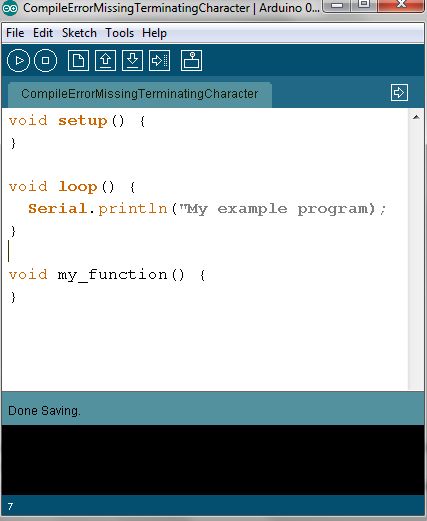 CompileErrorMissingTerminatingCharacter | Arduino 0...
File Edit Sketch Tools Help
CompileErrorMissingTerminatingCharacter
void setup() {
}
void loop() {
  Serial.println("My example program);
}
void my_function() {
}
Done Saving.
7